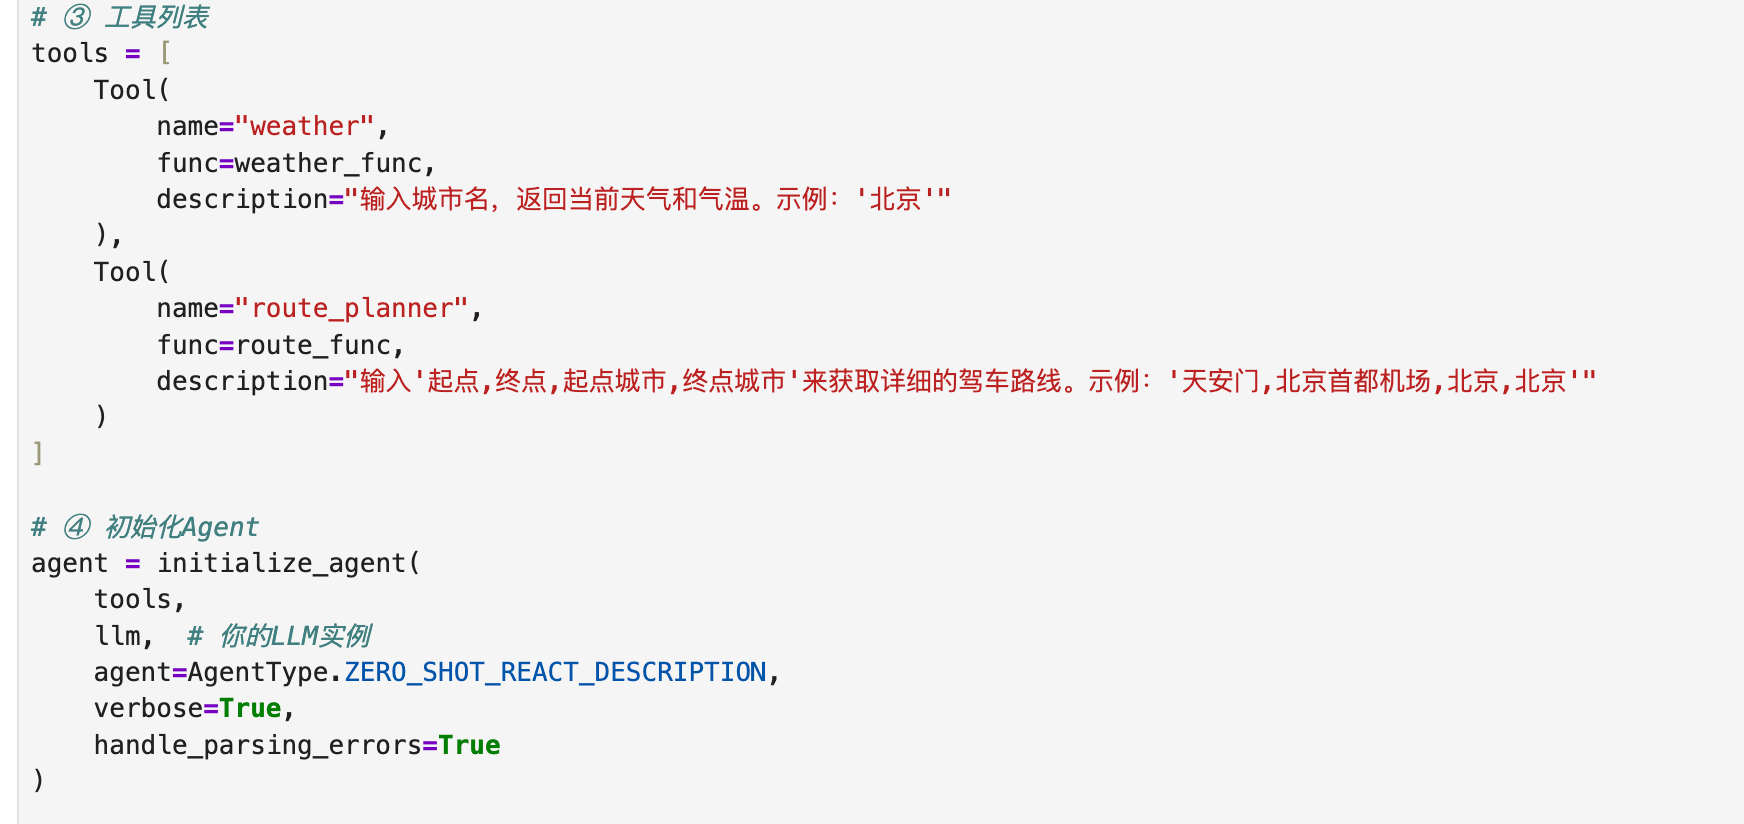 # ③ 工具列表
tools = [
    Tool(
        name="weather",
        func=weather_func,
        description="输入城市名，返回当前天气和气温。示例：'北京'"
    ),
    Tool(
        name="route_planner",
        func=route_func,
        description="输入'起点,终点,起点城市,终点城市'来获取详细的驾车路线。示例：'天安门,北京首都机场,北京,北京'"
    )
]
# ④ 初始化Agent
agent = initialize_agent(
    tools,
    llm,  # 你的LLM实例
    agent=AgentType.ZERO_SHOT_REACT_DESCRIPTION,
    verbose=True,
    handle_parsing_errors=True
)